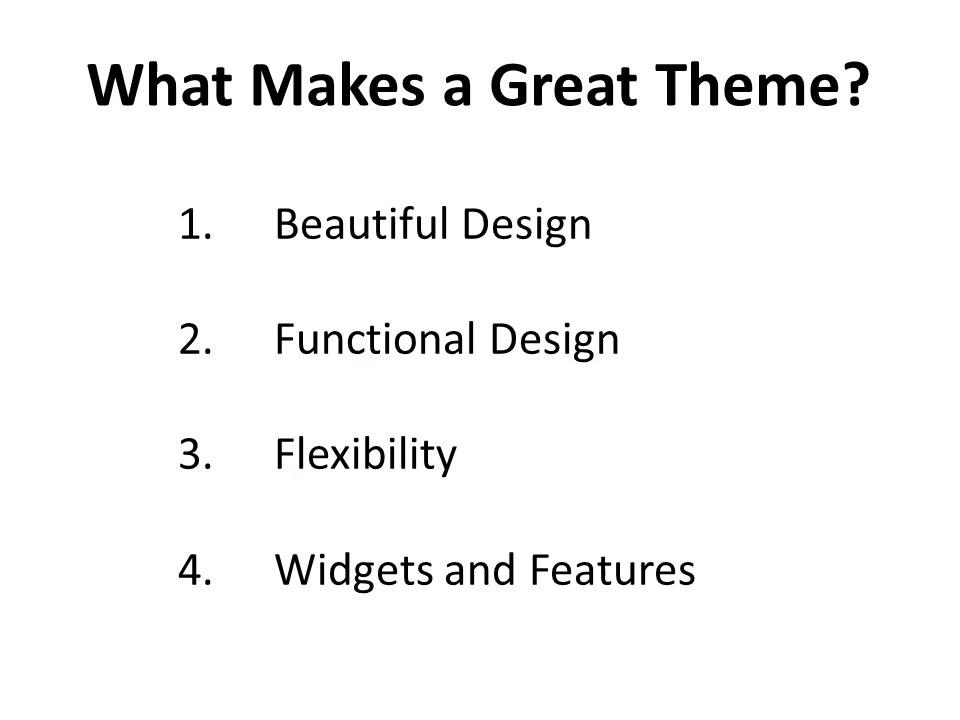 What Makes a Great Theme?
1. Beautiful Design
2. Functional Design
3. Flexibility
4. Widgets and Features